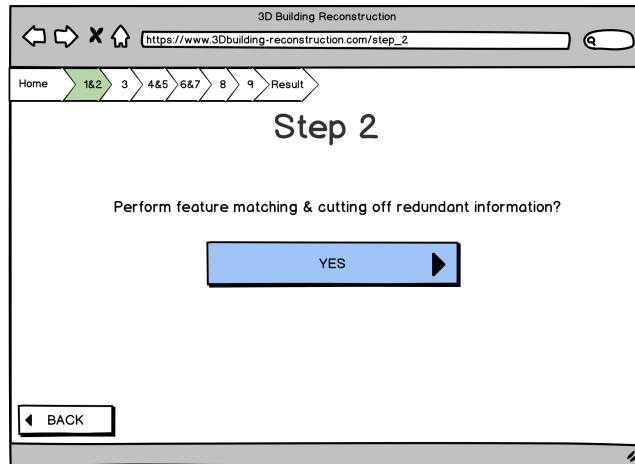 3D Building Reconstruction
https://www.3Dbuilding-reconstruction.com/step_2
Home 1&2 3 4&5 6&7 8 9 Result
Step 2
Perform feature matching & cutting off redundant information?
YES
BACK